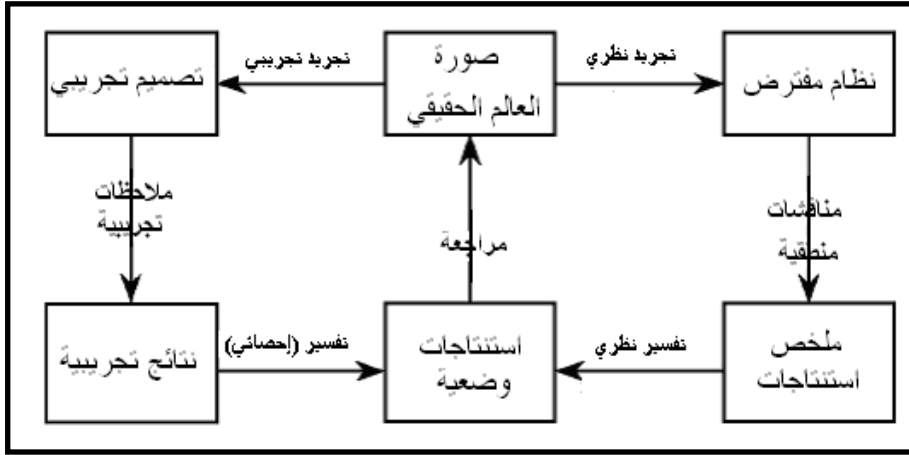 نظام مفترض
تجريد نظري
صورة
العالم الحقيقي
تجريد تجريبي
تصميم تجريبي
مناقشات
منطقية
مراجعة
ملاحظات
تجريبية
ملخص
استنتاجات
تفسير نظري
استنتاجات
وضعية
تفسير (إحصائي)
نتائج تجريبية